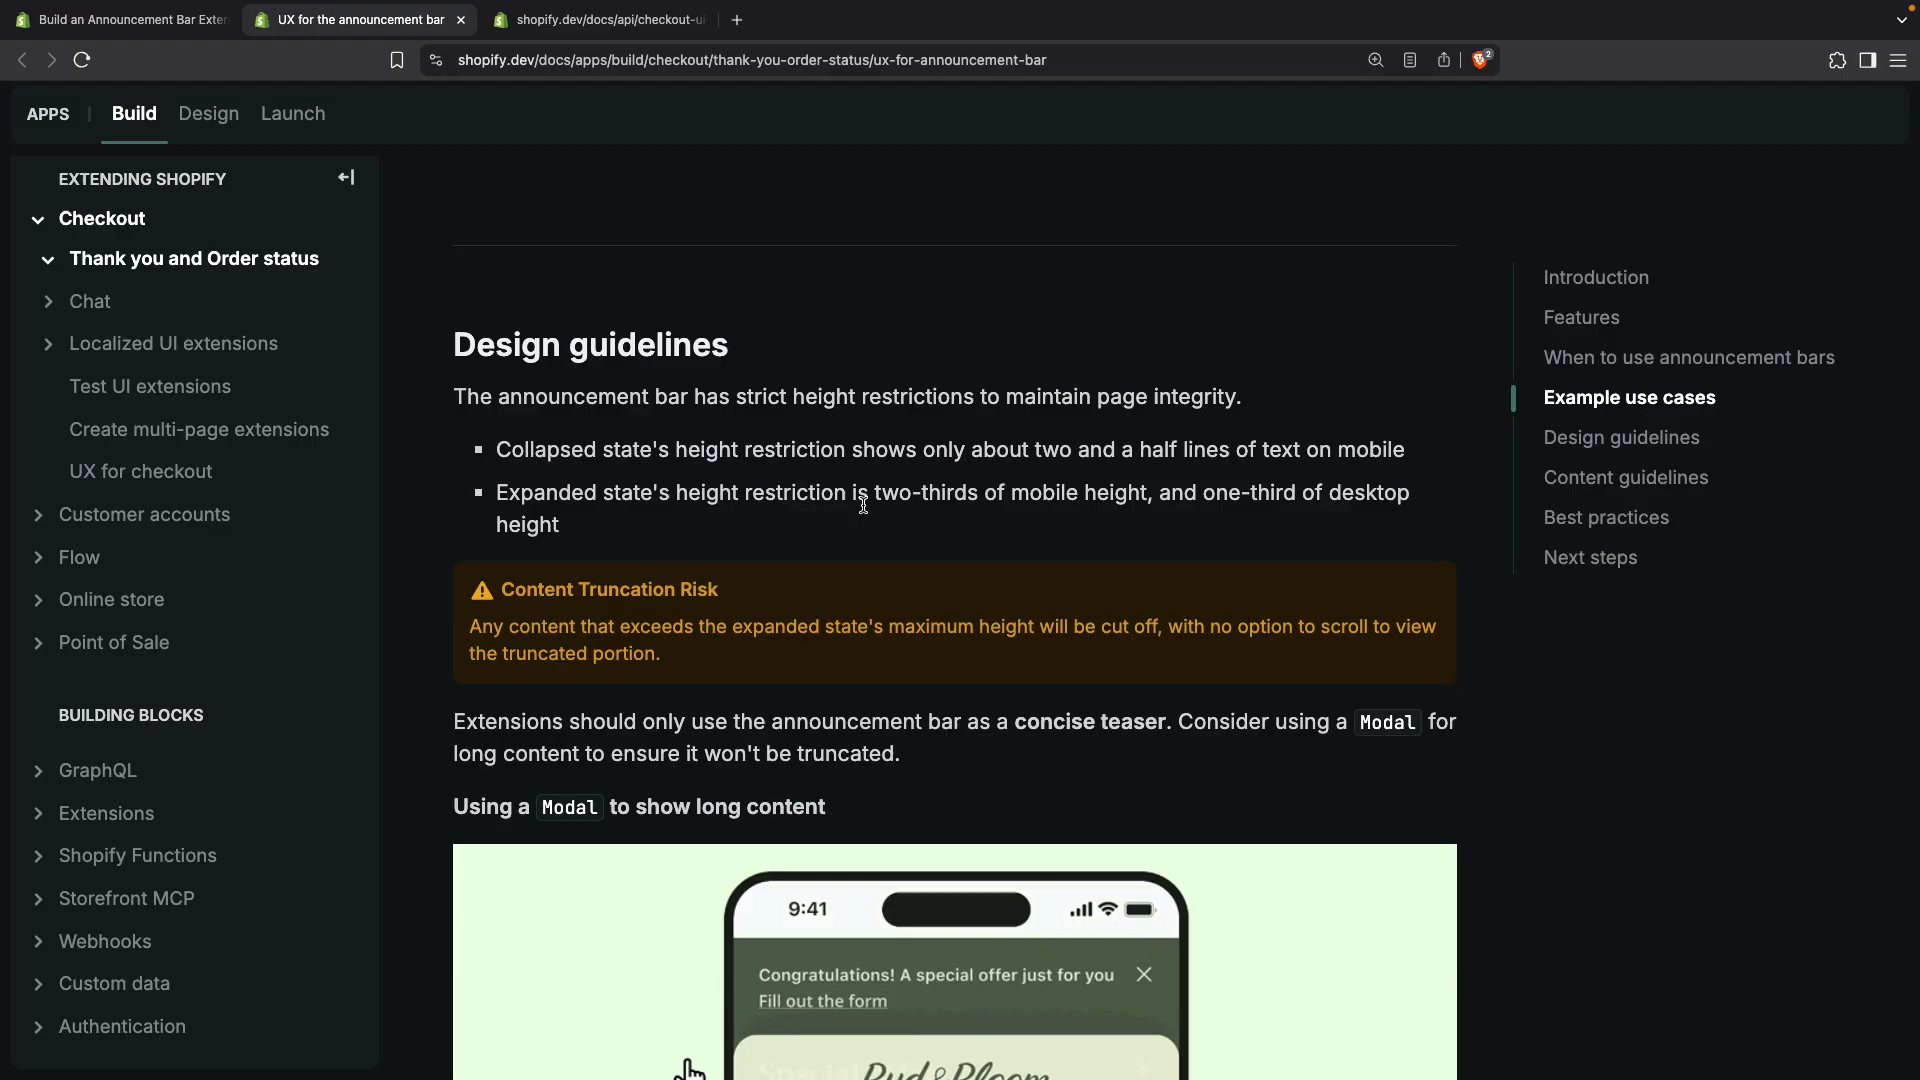 Build an Announcement Bar Exten
UX for the announcement bar
shopify.dev/docs/api/checkout-ui
shopify.dev/docs/apps/build/checkout/thank-you-order-status/ux-for-announcement-bar
2
APPS
Build
Design
Launch
EXTENDING SHOPIFY
Checkout
Thank you and Order status
Chat
Localized UI extensions
Test UI extensions
Create multi-page extensions
UX for checkout
Customer accounts
Flow
Online store
Point of Sale
BUILDING BLOCKS
GraphQL
Extensions
Shopify Functions
Storefront MCP
Webhooks
Custom data
Authentication
Design guidelines
The announcement bar has strict height restrictions to maintain page integrity.
Collapsed state's height restriction shows only about two and a half lines of text on mobile
Expanded state's height restriction is two-thirds of mobile height, and one-third of desktop
height
Content Truncation Risk
Any content that exceeds the expanded state's maximum height will be cut off, with no option to scroll to view
the truncated portion.
Extensions should only use the announcement bar as a concise teaser. Consider using a Modal for
long content to ensure it won't be truncated.
Using a Modal to show long content
9:41
Congratulations! A special offer just for you
Fill out the form
Introduction
Features
When to use announcement bars
Example use cases
Design guidelines
Content guidelines
Best practices
Next steps